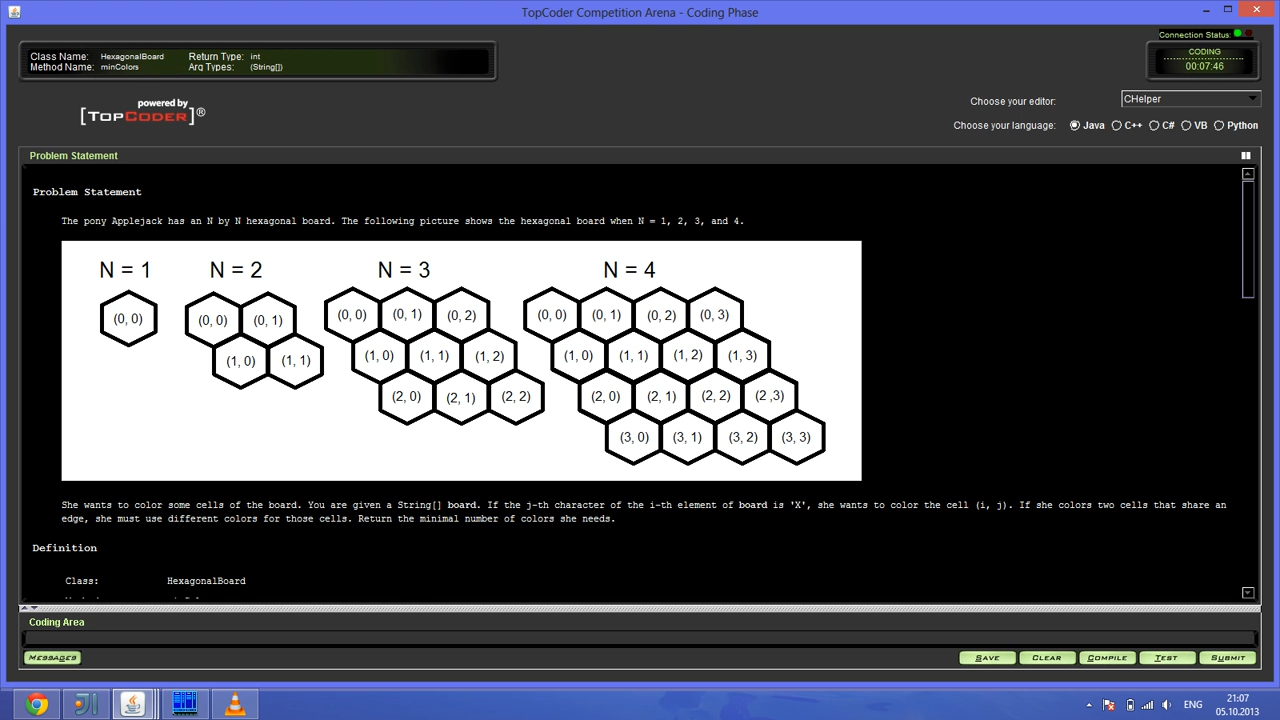 TopCoder Competition Arena - Coding Phase
Connection Status:
Class Name: HexagonalBoard Return Type: int
Method Name: minColors Arg Types: (String[])
CODING
00:07:46
powered by
[TOPCODER]®
Choose your editor: CHelper
Choose your language: Java C++ C# VB Python
Problem Statement
Problem Statement
The pony Applejack has an N by N hexagonal board. The following picture shows the hexagonal board when N = 1, 2, 3, and 4.
N = 1 N = 2 N = 3 N = 4
(0, 0) (0, 0) (0, 1) (0, 0) (0, 1) (0, 2) (0, 0) (0, 1) (0, 2) (0, 3)
(1, 0) (1, 1) (1, 0) (1, 1) (1, 2) (1, 0) (1, 1) (1, 2) (1, 3)
(2, 0) (2, 1) (2, 2) (2, 0) (2, 1) (2, 2) (2 ,3)
(3, 0) (3, 1) (3, 2) (3, 3)
She wants to color some cells of the board. You are given a String[] board. If the j-th character of the i-th element of board is 'X', she wants to color the cell (i, j). If she colors two cells that share an
edge, she must use different colors for those cells. Return the minimal number of colors she needs.
Definition
Class: HexagonalBoard
Coding Area
MESSAGES SAVE CLEAR COMPILE TEST SUBMIT
ENG
21:07
05.10.2013